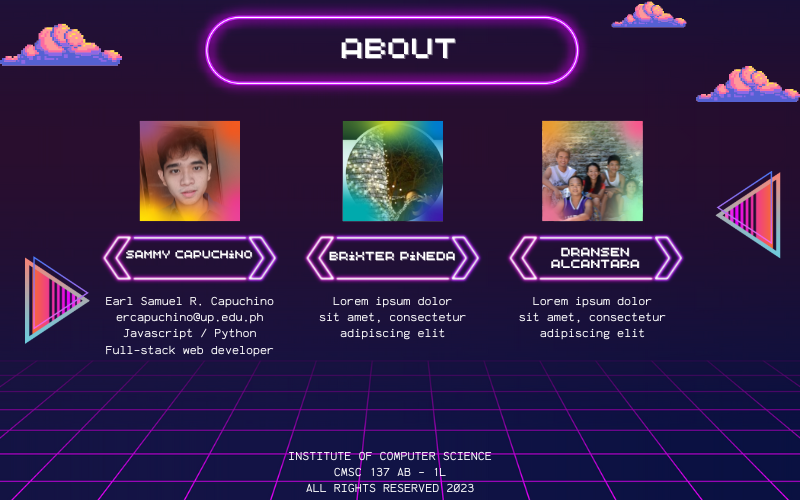 ABOUT
SAMMY CAPUCHiNO
BRiXTER PiNEDA
DRANSEN
ALCANTARA
Earl Samuel R. Capuchino
ercapuchino@up.edu.ph
Javascript / Python
Full-stack web developer
Lorem ipsum dolor
sit amet, consectetur
adipiscing elit
Lorem ipsum dolor
sit amet, consectetur
adipiscing elit
INSTITUTE OF COMPUTER SCIENCE
CMSC 137 AB - 1L
ALL RIGHTS RESERVED 2023